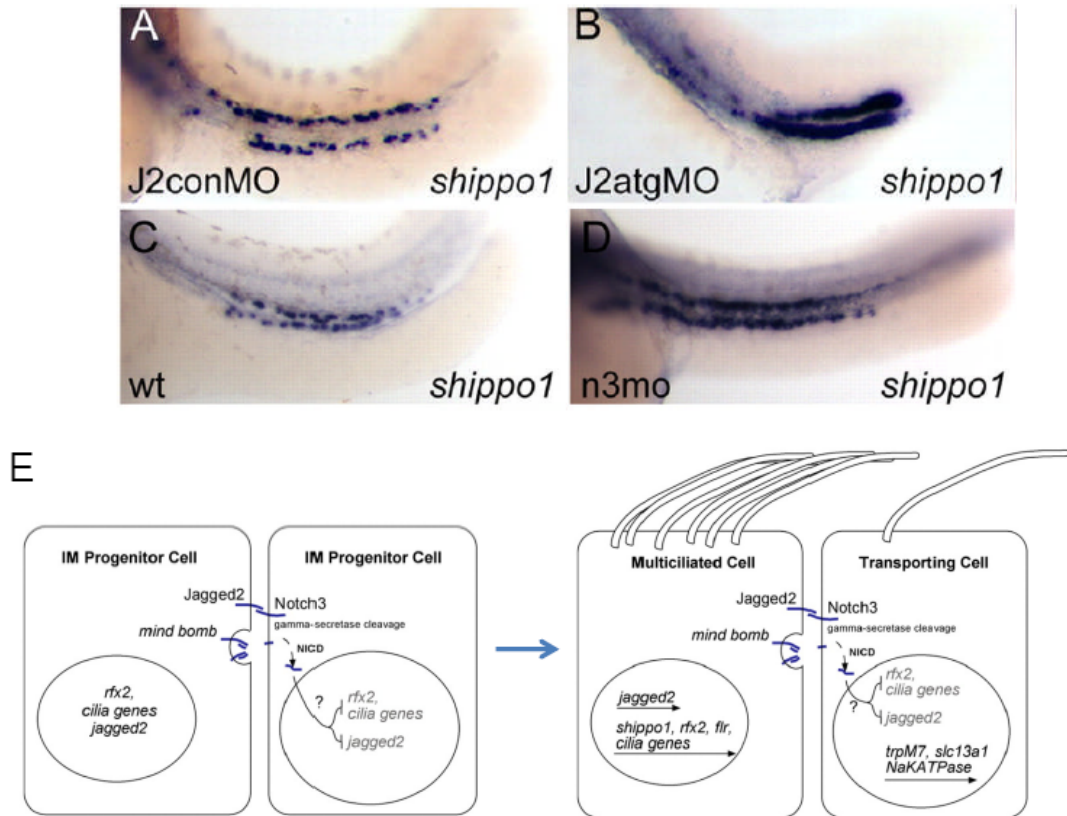 A
J2conMO shippo1
B
J2atgMO shippo1
C
wt shippo1
D
n3mo shippo1
E
IM Progenitor Cell
IM Progenitor Cell
Jagged2
Notch3
gamma-secretase cleavage
mind bomb
NICD
rfx2,
cilia genes
jagged2
?
rfx2,
cilia genes
jagged2
Multiciliated Cell
Transporting Cell
Jagged2
Notch3
gamma-secretase cleavage
mind bomb
NICD
jagged2
shippo1, rfx2, flr,
cilia genes
?
rfx2,
cilia genes
jagged2
trpM7, slc13a1
NaKATPase